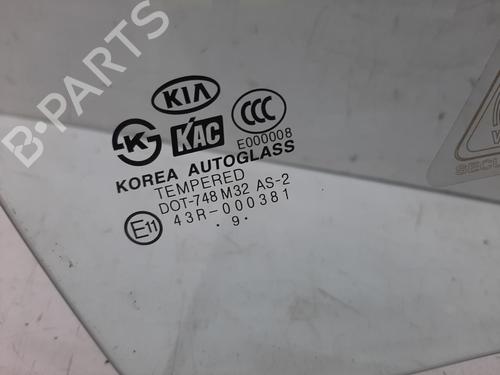 B-PARTS
KIA
CCC
K
KAC
E000008
KOREA AUTOGLASS
TEMPERED
DOT-748 M32 AS-2
E11
43R-000381
.9.